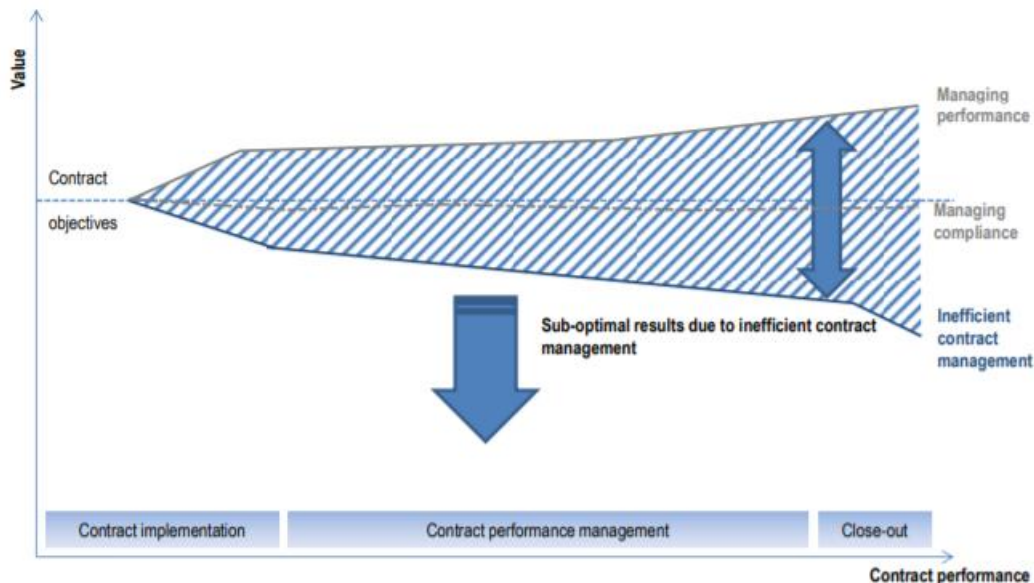 Value
Managing
performance
Contract
objectives
Managing
compliance
Inefficient
contract
management
Sub-optimal results due to inefficient contract
management
Contract implementation
Contract performance management
Close-out
Contract performance